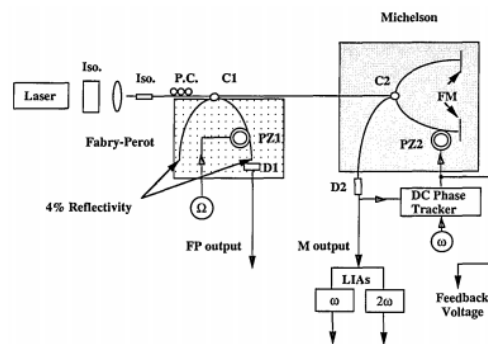 Michelson
Iso.
Iso.
P.C.
C1
C2
Laser
FM
Fabry-Perot
PZ1
PZ2
D1
D2
DC Phase
Tracker
4% Reflectivity
Ω
ω
FP output
M output
LIAs
ω
2ω
Feedback
Voltage